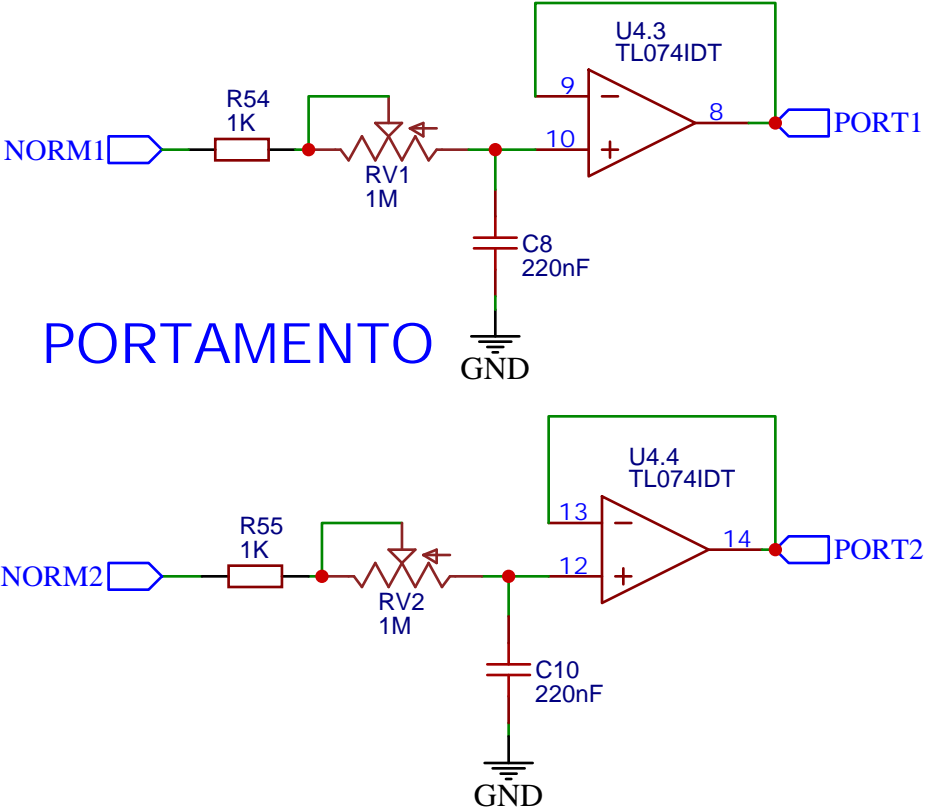 U4.3
TL074IDT
R54
1K
9
8
PORT1
NORM1
10
RV1
1M
C8
220nF
PORTAMENTO
GND
U4.4
TL074IDT
R55
1K
13
14
PORT2
NORM2
12
RV2
1M
C10
220nF
GND